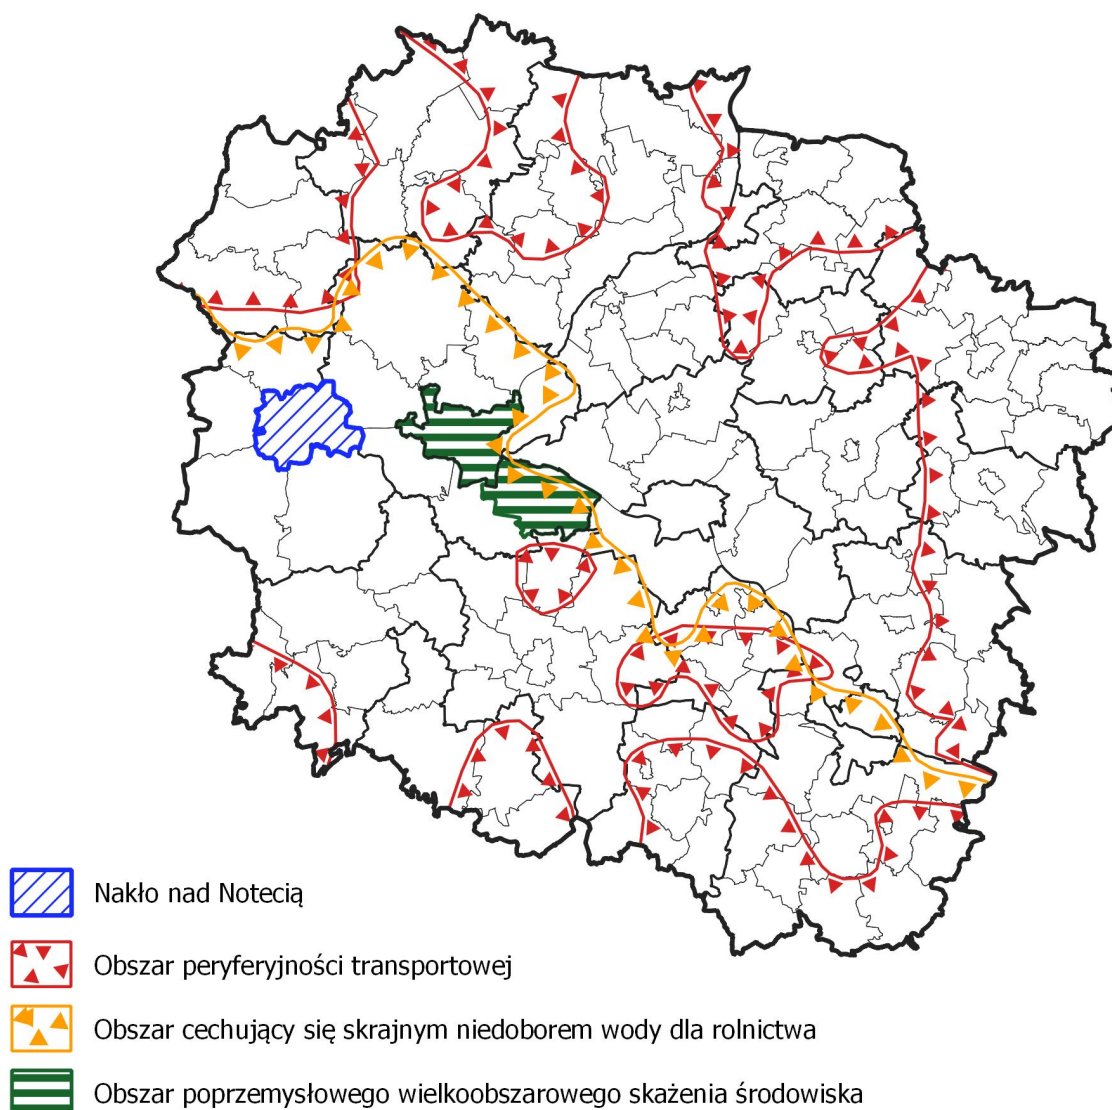 Nakło nad Notecią
Obszar peryferyjności transportowej
Obszar cechujący się skrajnym niedoborem wody dla rolnictwa
Obszar poprzemysłowego wielkoobszarowego skażenia środowiska